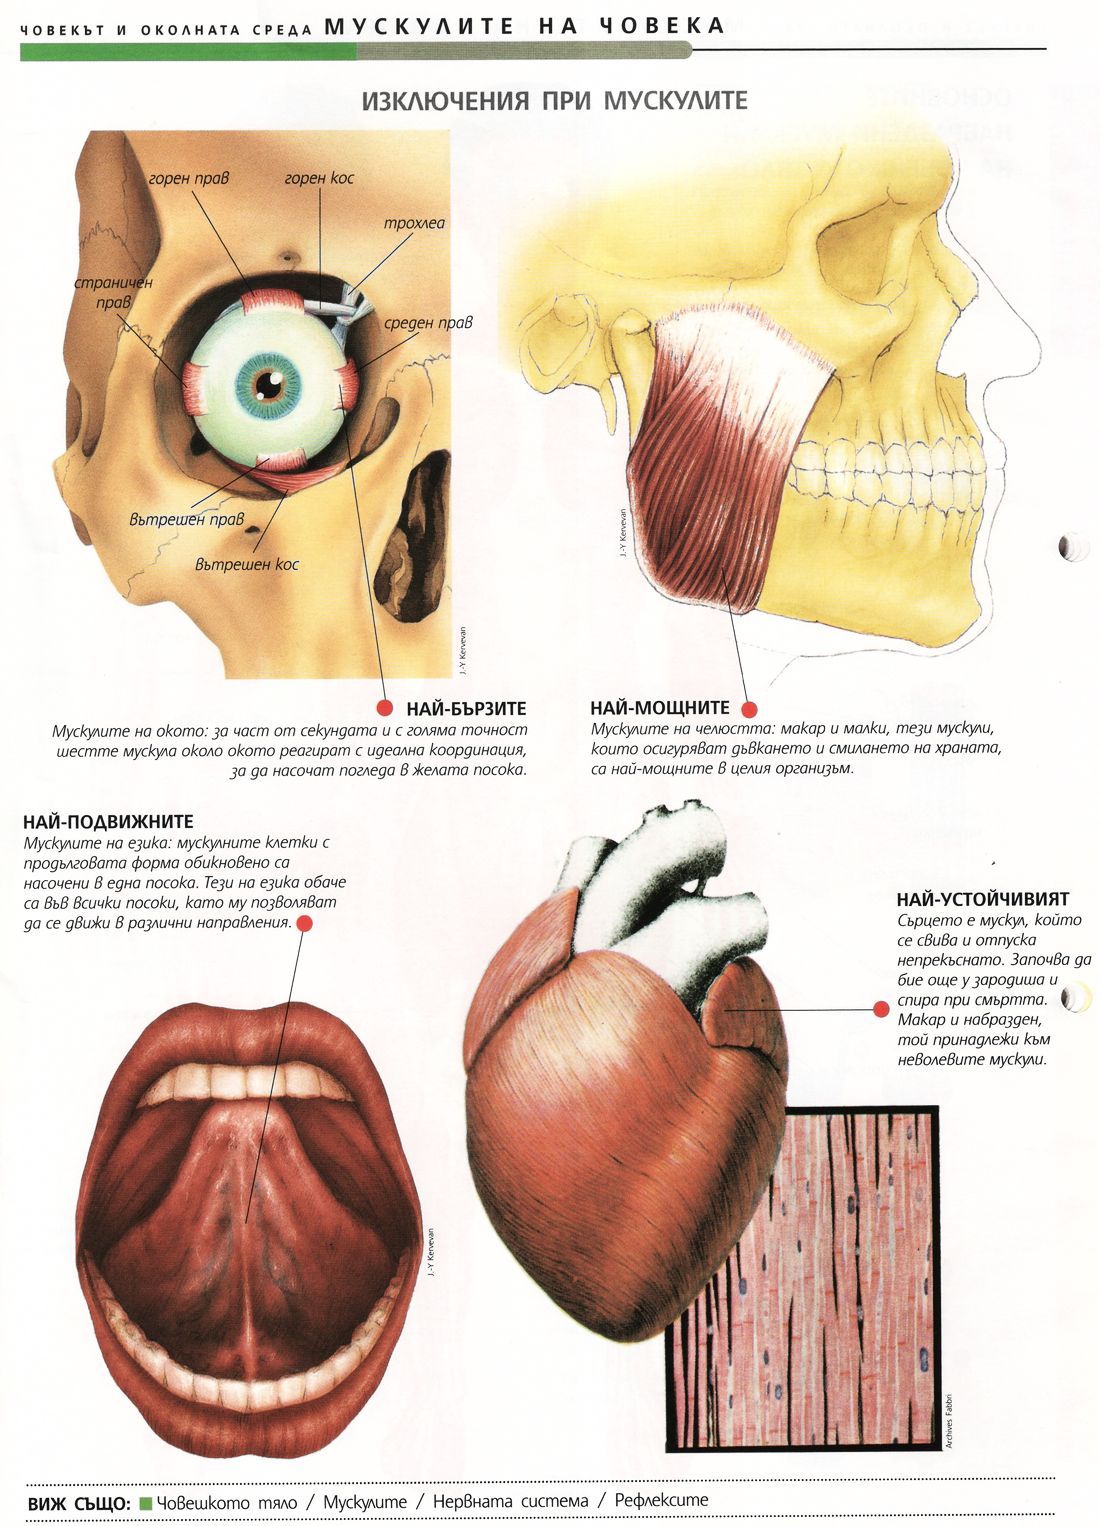 ЧОВЕКЪТ И ОКОЛНАТА СРЕДА МУСКУЛИТЕ НА ЧОВЕКА
ИЗКЛЮЧЕНИЯ ПРИ МУСКУЛИТЕ
горен прав
горен кос
трохлеа
страничен
прав
среден прав
вътрешен прав
вътрешен кос
J.-Y Kervevan
J.-Y Kervevan
НАЙ-БЪРЗИТЕ
Мускулите на окото: за част от секундата и с голяма точност
шестте мускула около окото реагират с идеална координация,
за да насочат погледа в желата посока.
НАЙ-МОЩНИТЕ
Мускулите на челюстта: макар и малки, тези мускули,
които осигуряват дъвкането и смилането на храната,
са най-мощните в целия организъм.
НАЙ-ПОДВИЖНИТЕ
Мускулите на езика: мускулните клетки с
продълговата форма обикновено са
насочени в една посока. Тези на езика обаче
са във всички посоки, като му позволяват
да се движи в различни направления.
J.-Y Kervevan
НАЙ-УСТОЙЧИВИЯТ
Сърцето е мускул, който
се свива и отпуска
непрекъснато. Започва да
бие още у зародиша и
спира при смъртта.
Макар и набразден,
той принадлежи към
неволевите мускули.
Archives Fabbri
ВИЖ СЪЩО: Човешкото тяло / Мускулите / Нервната система / Рефлексите